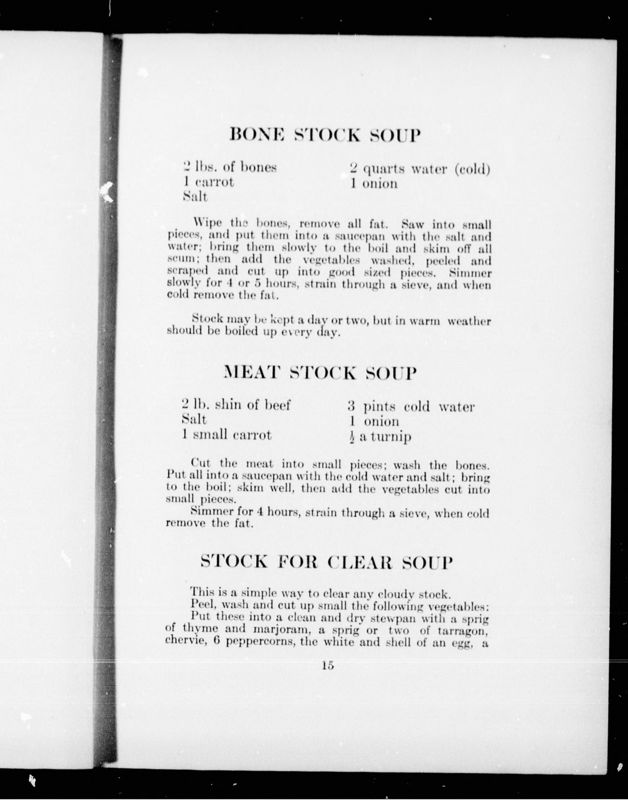 BONE STOCK SOUP
2 lbs. of bones
1 carrot
Salt
2 quarts water (cold)
1 onion
Wipe the bones, remove all fat. Saw into small
pieces, and put them into a saucepan with the salt and
water; bring them slowly to the boil and skim off all
scum; then add the vegetables washed, peeled and
scraped and cut up into good sized pieces. Simmer
slowly for 4 or 5 hours, strain through a sieve, and when
cold remove the fat.
Stock may be kept a day or two, but in warm weather
should be boiled up every day.
MEAT STOCK SOUP
2 lb. shin of beef
Salt
1 small carrot
3 pints cold water
1 onion
½ a turnip
Cut the meat into small pieces; wash the bones.
Put all into a saucepan with the cold water and salt; bring
to the boil; skim well, then add the vegetables cut into
small pieces.
Simmer for 4 hours, strain through a sieve, when cold
remove the fat.
STOCK FOR CLEAR SOUP
This is a simple way to clear any cloudy stock.
Peel, wash and cut up small the following vegetables:
Put these into a clean and dry stewpan with a sprig
of thyme and marjoram, a sprig or two of tarragon,
chervie, 6 peppercorns, the white and shell of an egg, a
15